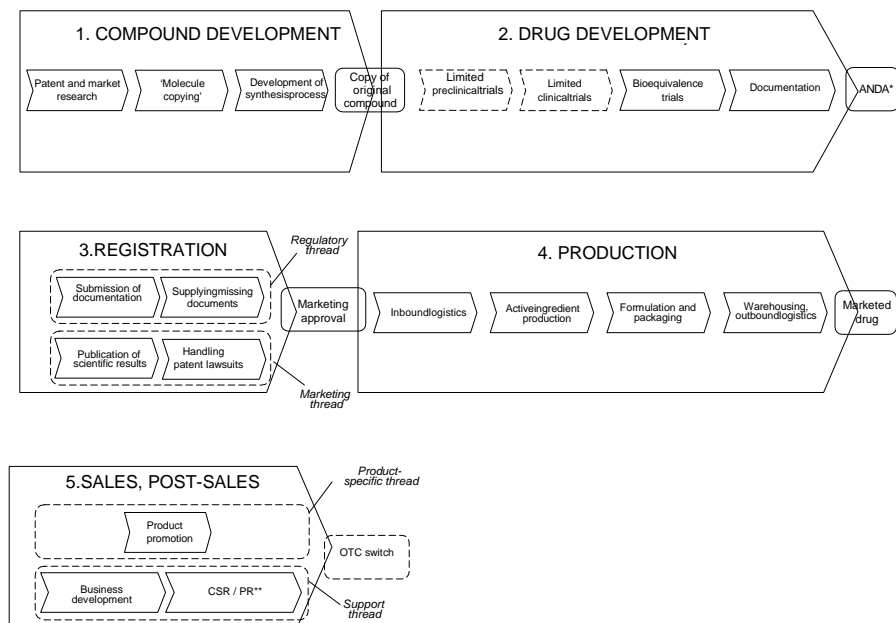 1. COMPOUND DEVELOPMENT
Patent and market
research
'Molecule
copying'
Development of
synthesisprocess
Copy of
original
compound
2. DRUG DEVELOPMENT
Limited
preclinicaltrials
Limited
clinicaltrials
Bioequivalence
trials
Documentation
ANDA*
3.REGISTRATION
Regulatory
thread
Submission of
documentation
Supplyingmissing
documents
Publication of
scientific results
Handling
patent lawsuits
Marketing
thread
Marketing
approval
4. PRODUCTION
Inboundlogistics
Activeingredient
production
Formulation and
packaging
Warehousing,
outboundlogistics
Marketed
drug
5.SALES, POST-SALES
Product-
specific thread
Product
promotion
Business
development
CSR / PR**
Support
thread
OTC switch